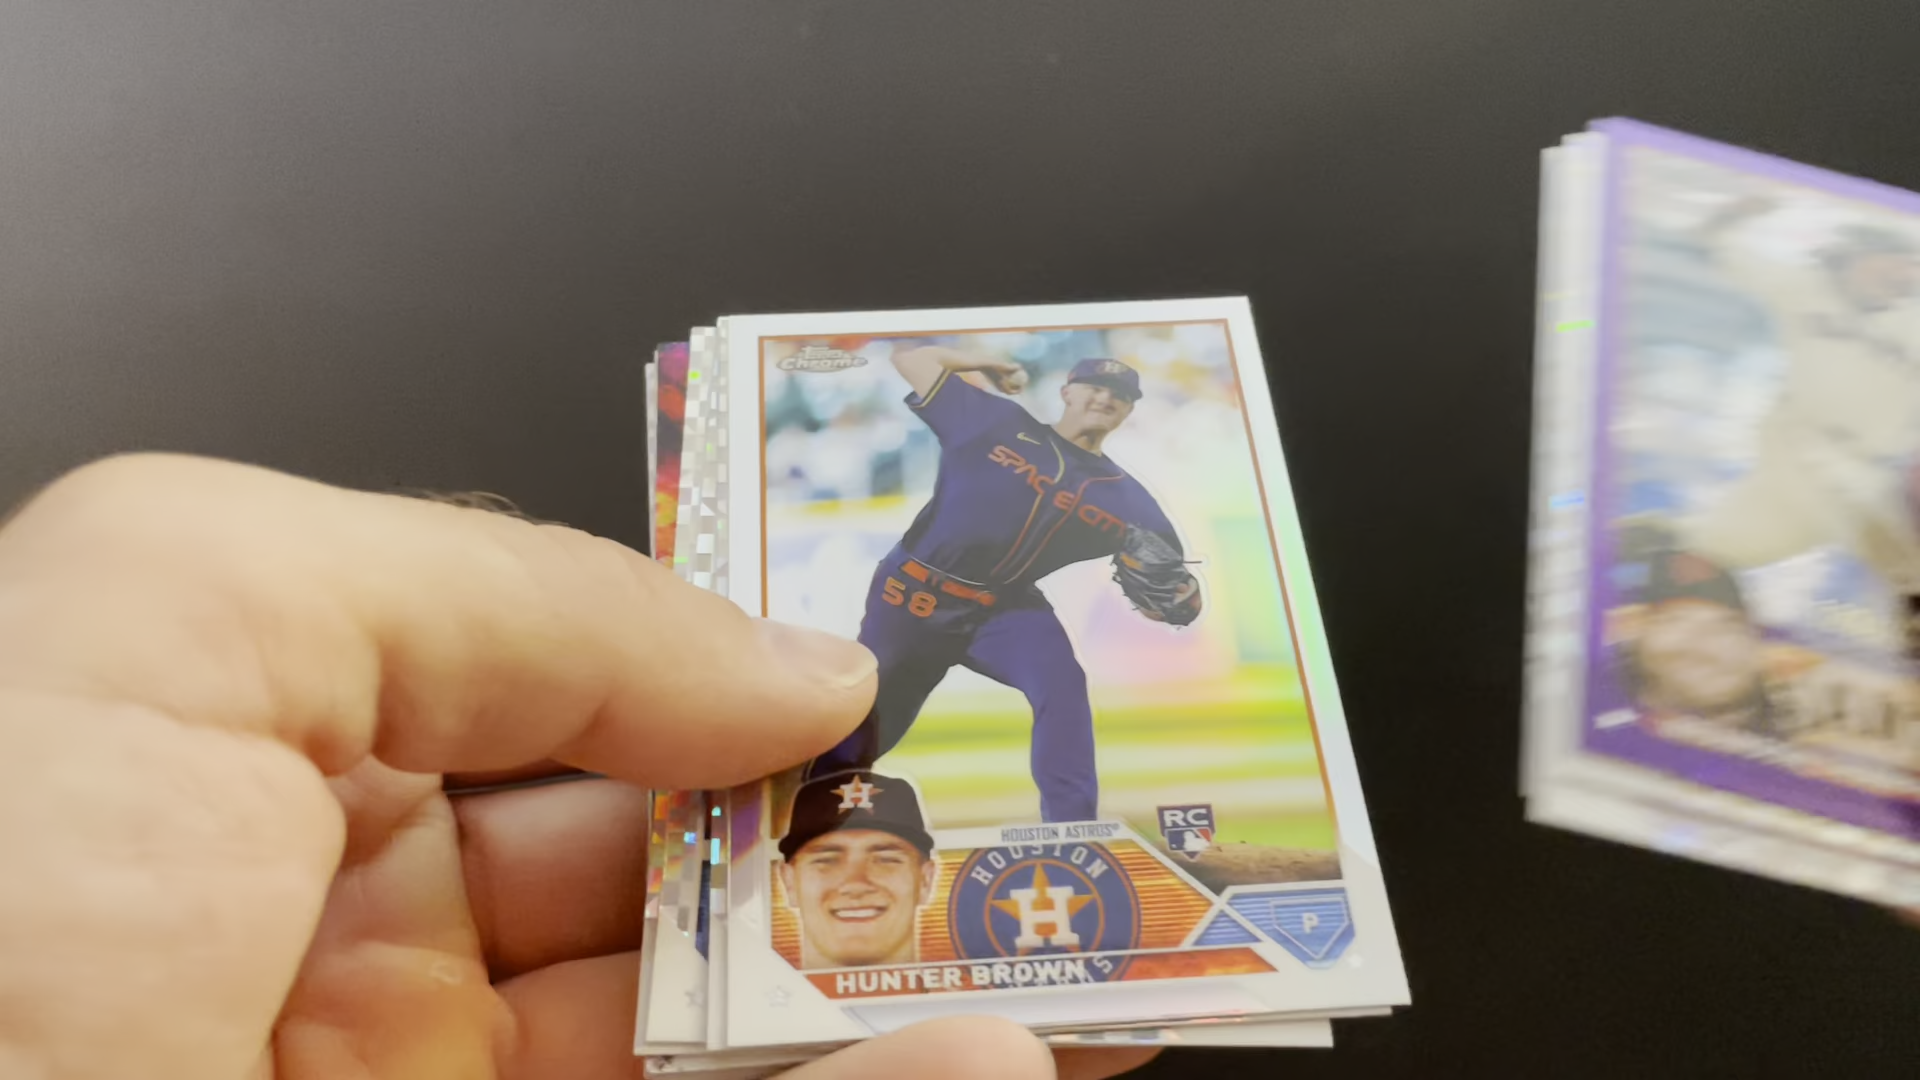 Topps
Chrome
H
SPACE CITY
58
H
HOUSTON ASTROS®
RC
HOUSTON
H
P
HUNTER BROWN